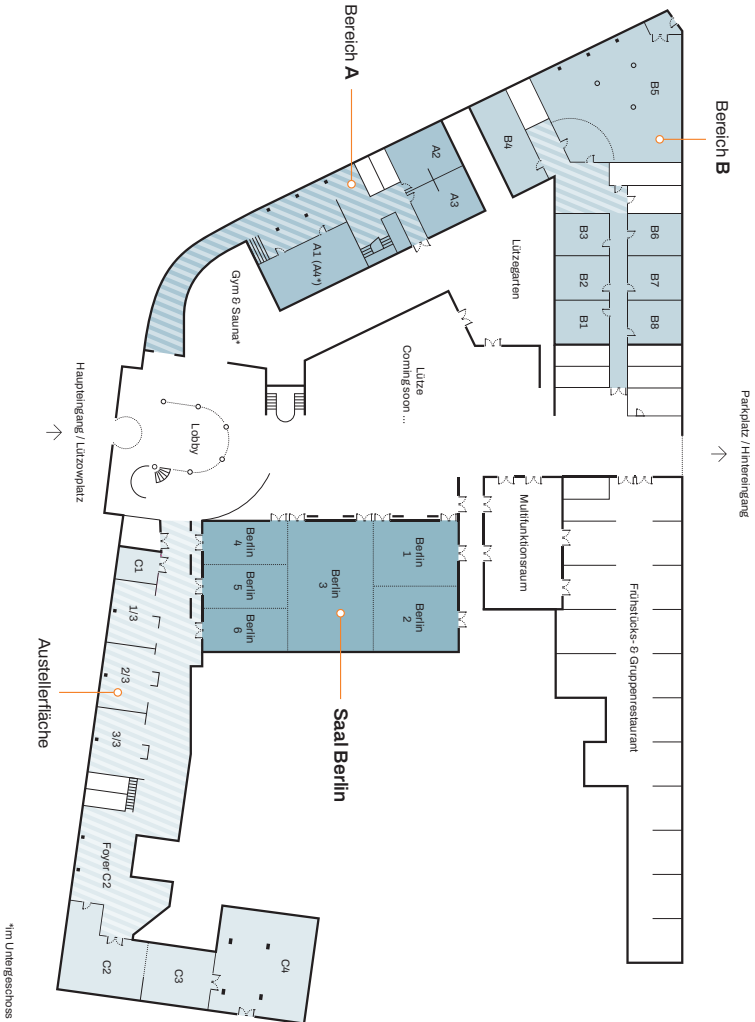 Parkplatz / Hintereingang
Bereich B
B5
B4
B3
B2
B1
B6
B7
B8
Bereich A
A2
A3
A1 (A4*)
Lützegarten
Gym & Sauna*
Lütze
Coming soon ...
Lobby
Haupteingang / Lützowplatz
Multifunktionsraum
Frühstücks- & Gruppenrestaurant
Berlin
1
Berlin
2
Berlin
3
Berlin
4
Berlin
5
Berlin
6
Saal Berlin
C1
1/3
2/3
3/3
Austellerfläche
Foyer C2
C2
C3
C4
*im Untergeschoss